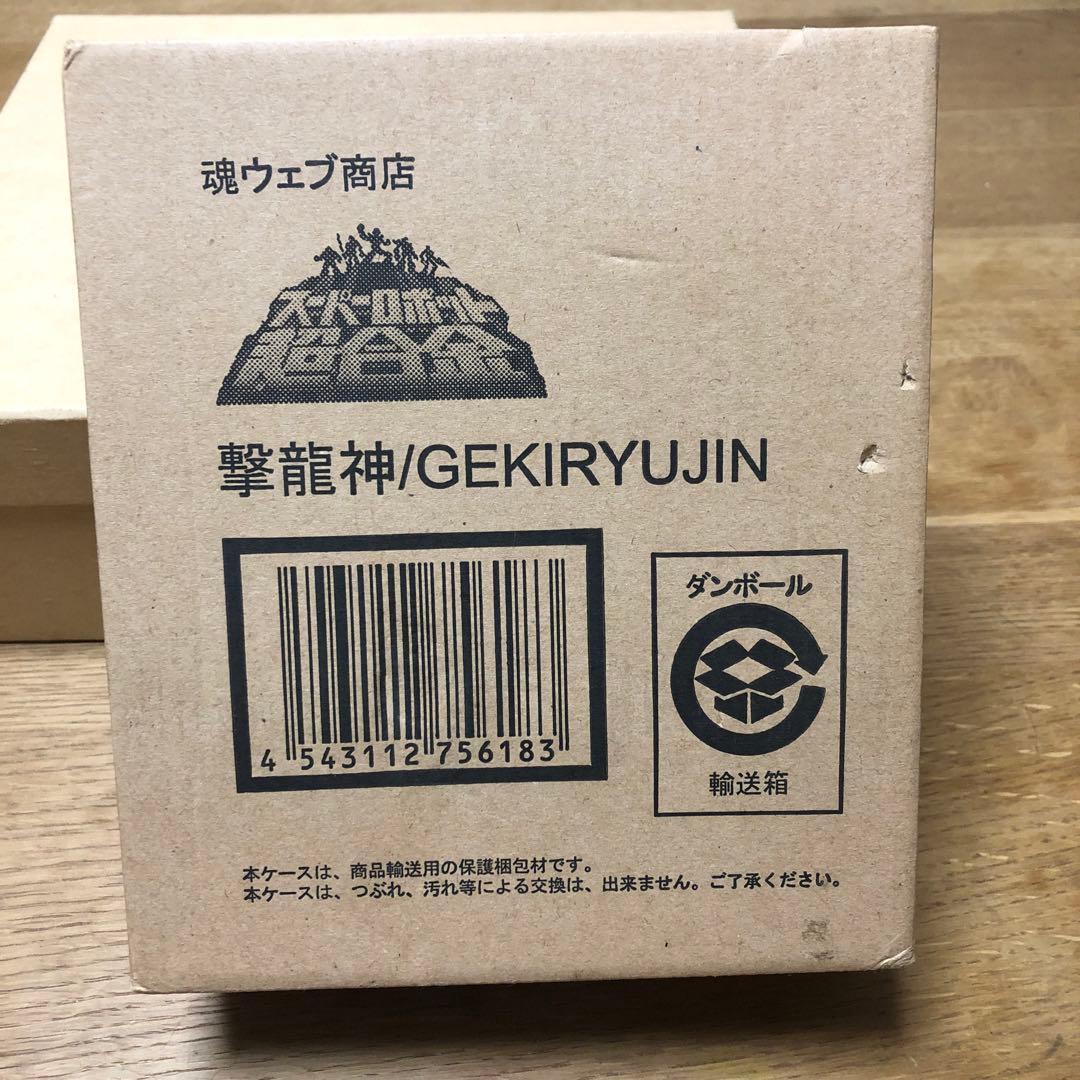 魂ウェブ商店
スーパーロボット
超合金
撃龍神/GEKIRYUJIN
4 543112 756183
ダンボール
輸送箱
本ケースは、商品輸送用の保護梱包材です。
本ケースは、つぶれ、汚れ等による交換は、出来ません。ご了承ください。